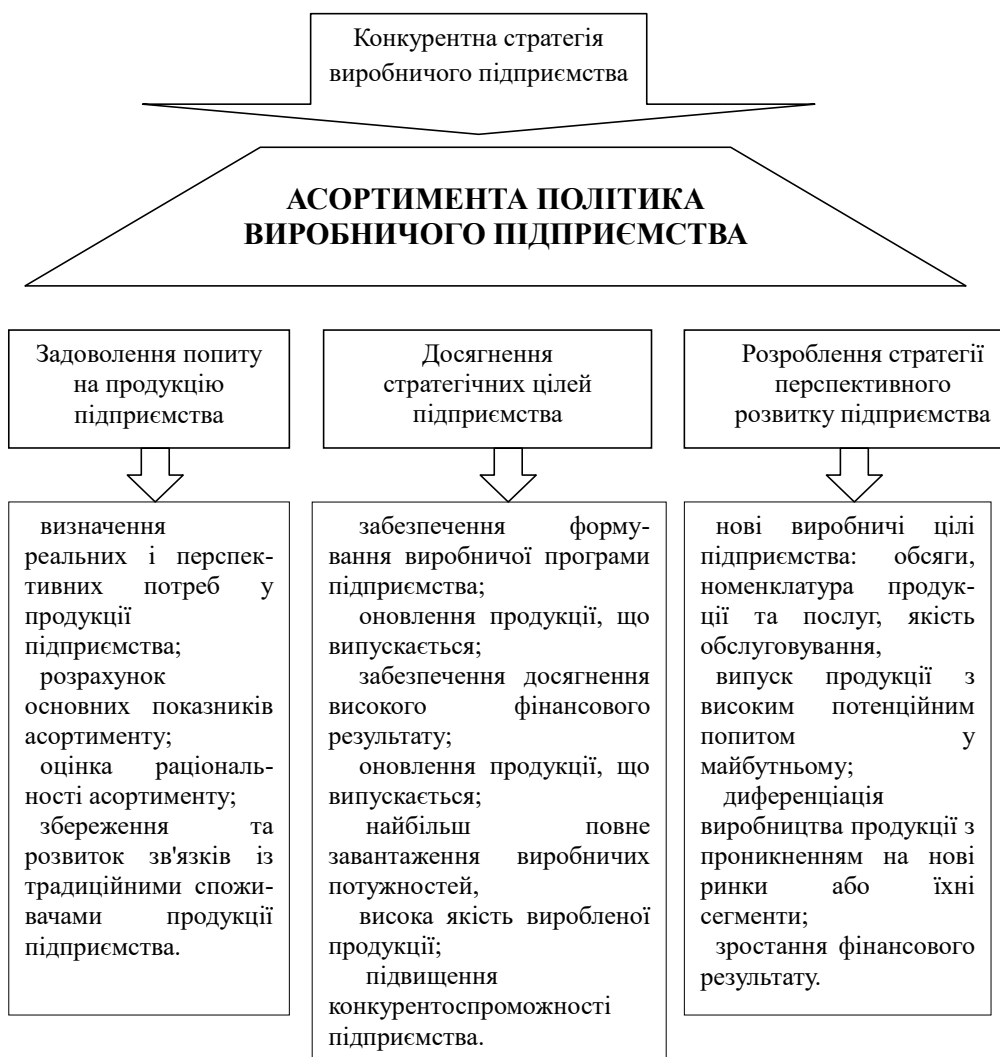 Конкурентна стратегія
виробничого підприємства
АСОРТИМЕНТА ПОЛІТИКА
ВИРОБНИЧОГО ПІДПРИЄМСТВА
Задоволення попиту
на продукцію
підприємства
Досягнення
стратегічних цілей
підприємства
Розроблення стратегії
перспективного
розвитку підприємства
визначення
реальних і перспек-
тивних потреб у
продукції
підприємства;
розрахунок
основних показників
асортименту;
оцінка раціональ-
ності асортименту;
збереження та
розвиток зв'язків із
традиційними спожи-
вачами продукції
підприємства.
забезпечення форму-
вання виробничої програми
підприємства;
оновлення продукції, що
випускається;
забезпечення досягнення
високого фінансового
результату;
оновлення продукції, що
випускається;
найбільш повне
завантаження виробничих
потужностей,
висока якість виробленої
продукції;
підвищення
конкурентоспроможності
підприємства.
нові виробничі цілі
підприємства: обсяги,
номенклатура продук-
ції та послуг, якість
обслуговування,
випуск продукції з
високим потенційним
попитом у
майбутньому;
диференціація
виробництва продукції з
проникненням на нові
ринки або їхні
сегменти;
зростання фінансового
результату.